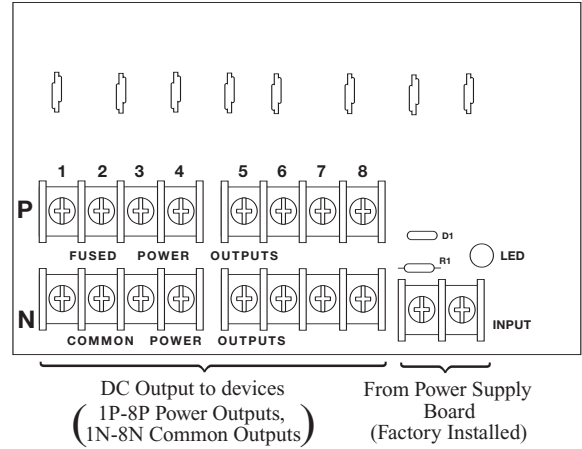 1 2 3 4 5 6 7 8
P
FUSED POWER OUTPUTS
D1
LED
R1
N
INPUT
COMMON POWER OUTPUTS
DC Output to devices
(1P-8P Power Outputs,
1N-8N Common Outputs)
From Power Supply
Board
(Factory Installed)